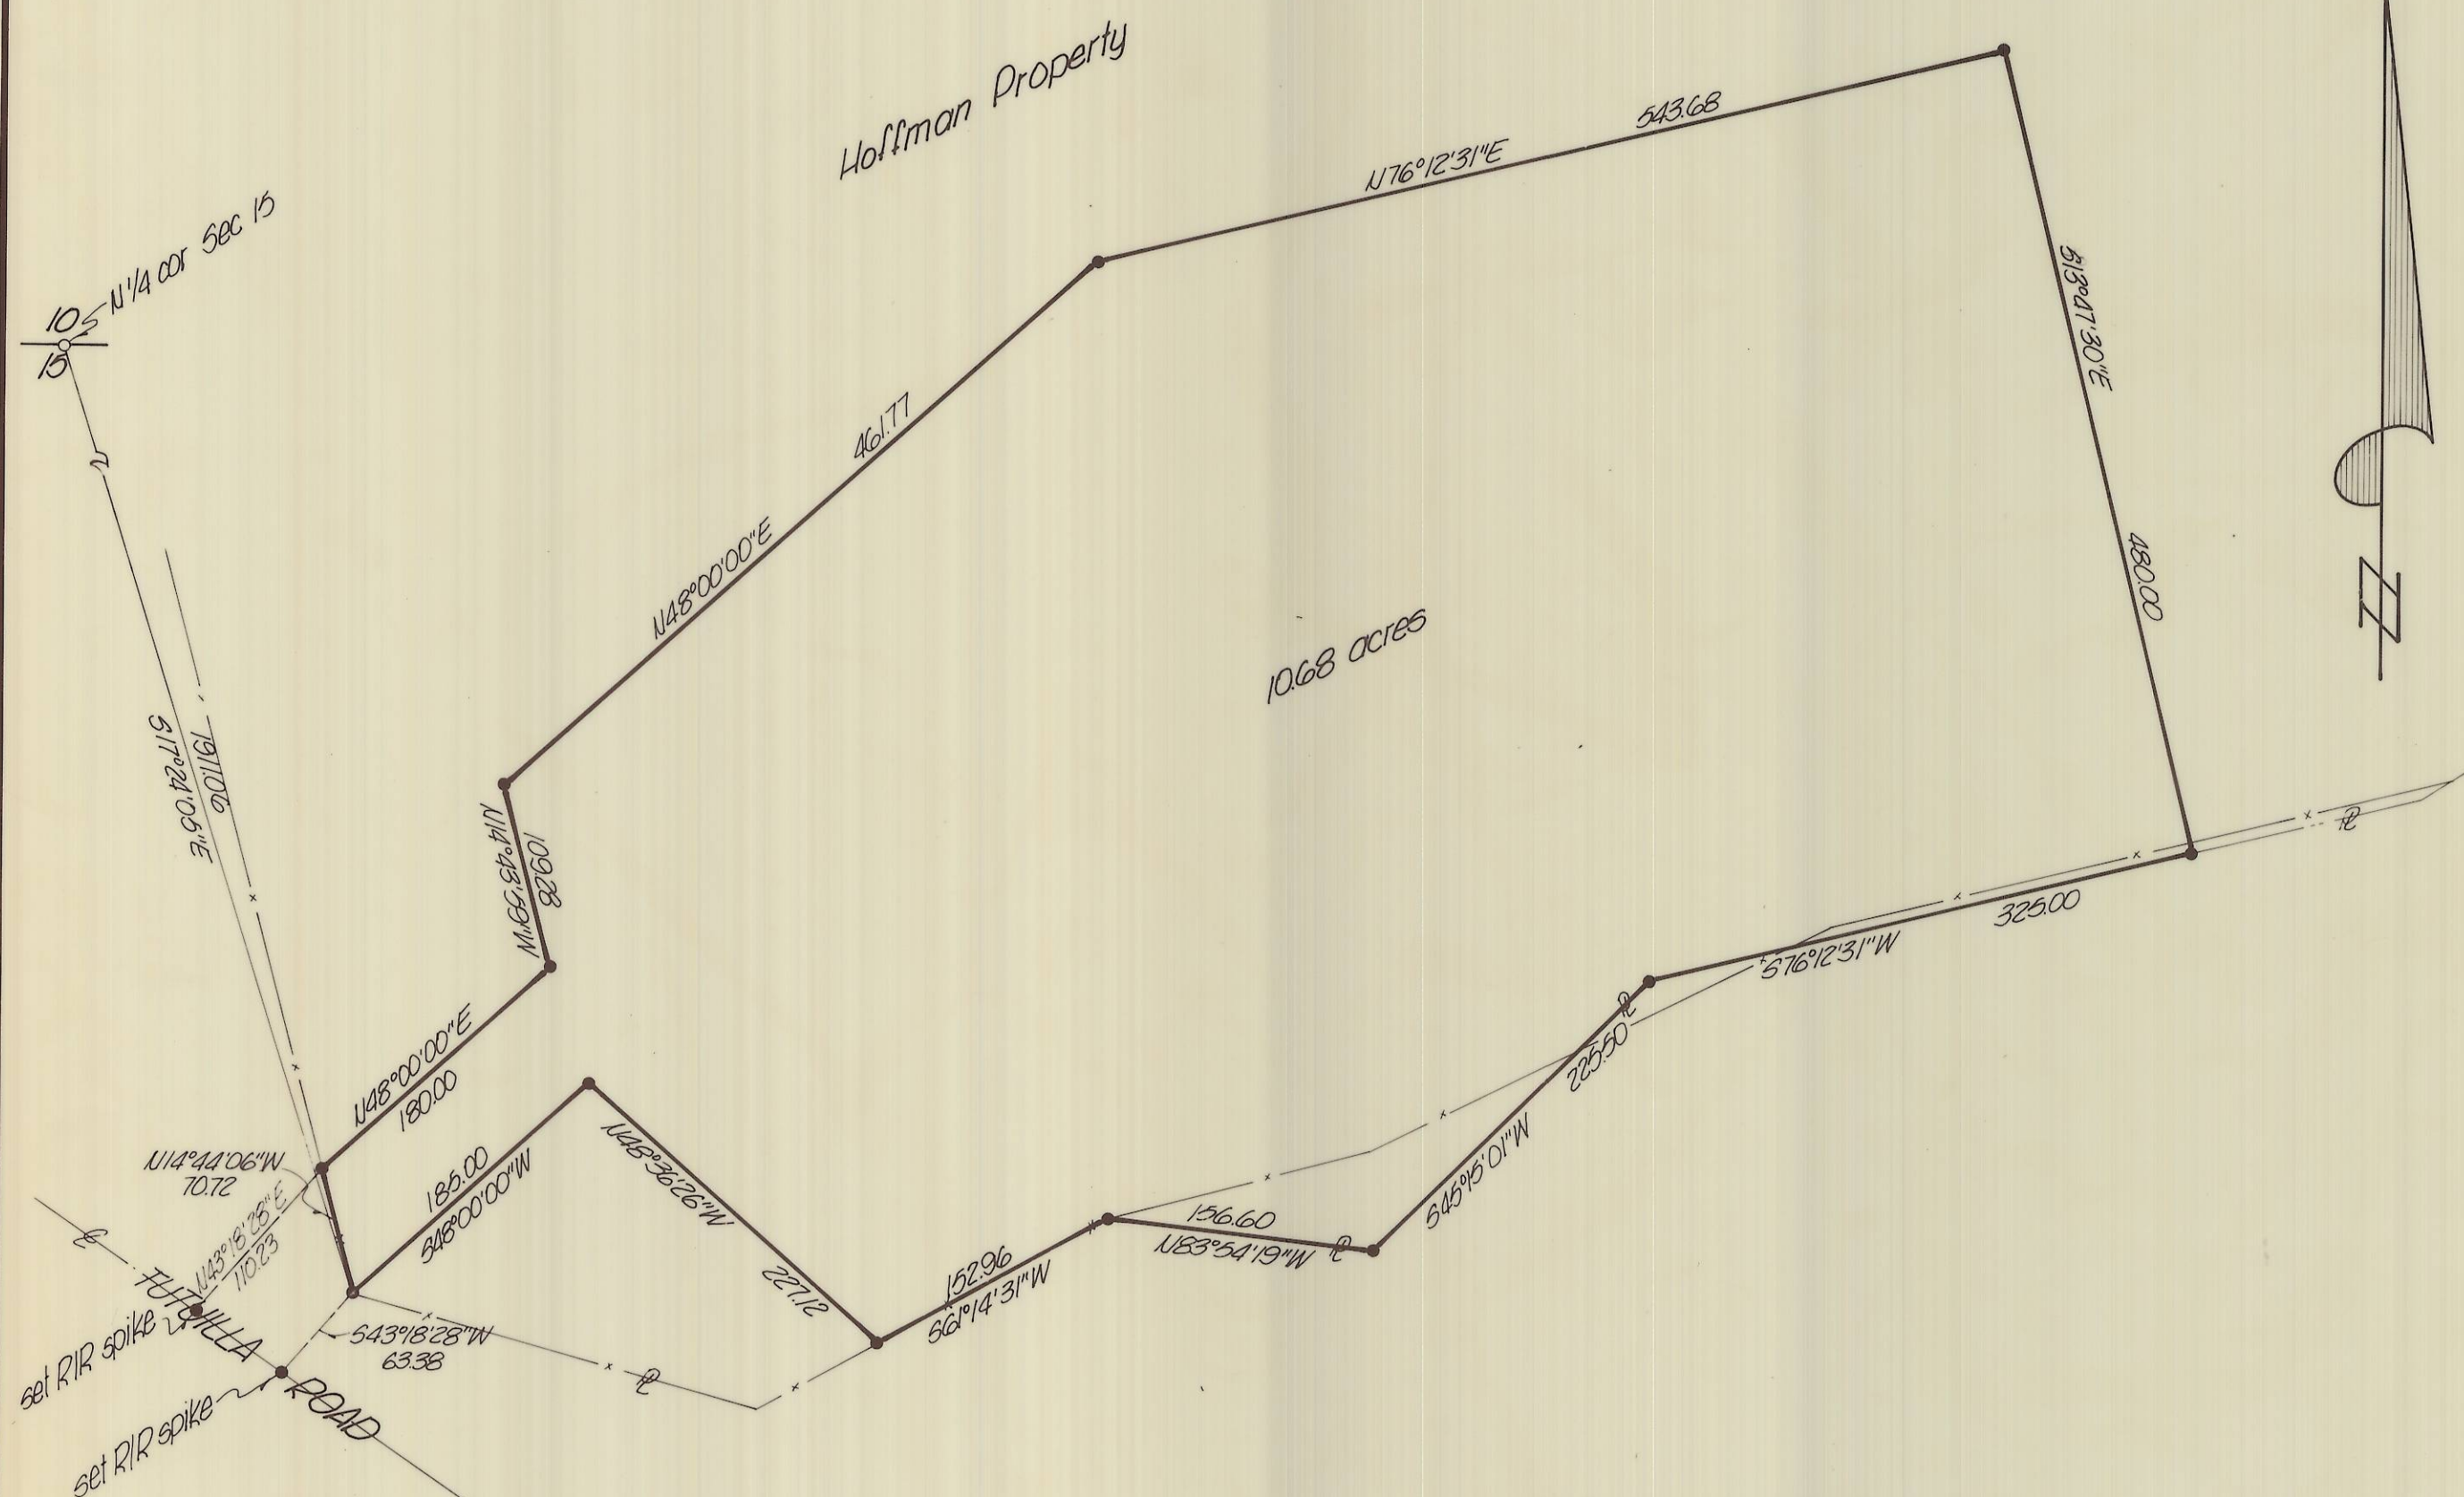 Hoffman Property
543.68
N76°12'31"E
N 1/4 cor Sec 15
10
15
S13°47'30"E
461.77
480.00
N48°00'00"E
10.68 acres
1911.06
S17°24'05"E
109.28
N14°43'59"W
325.00
S76°12'31"W
N48°00'00"E
180.00
225.50
S45°15'01"W
N14°44'06"W
70.72
185.00
S48°00'00"W
N48°36'29"W
227.12
156.60
N83°54'19"W
152.96
S61°14'31"W
N43°18'28"E
110.23
S43°18'28"W
63.38
set R/R spike
set R/R spike
ROAD
N